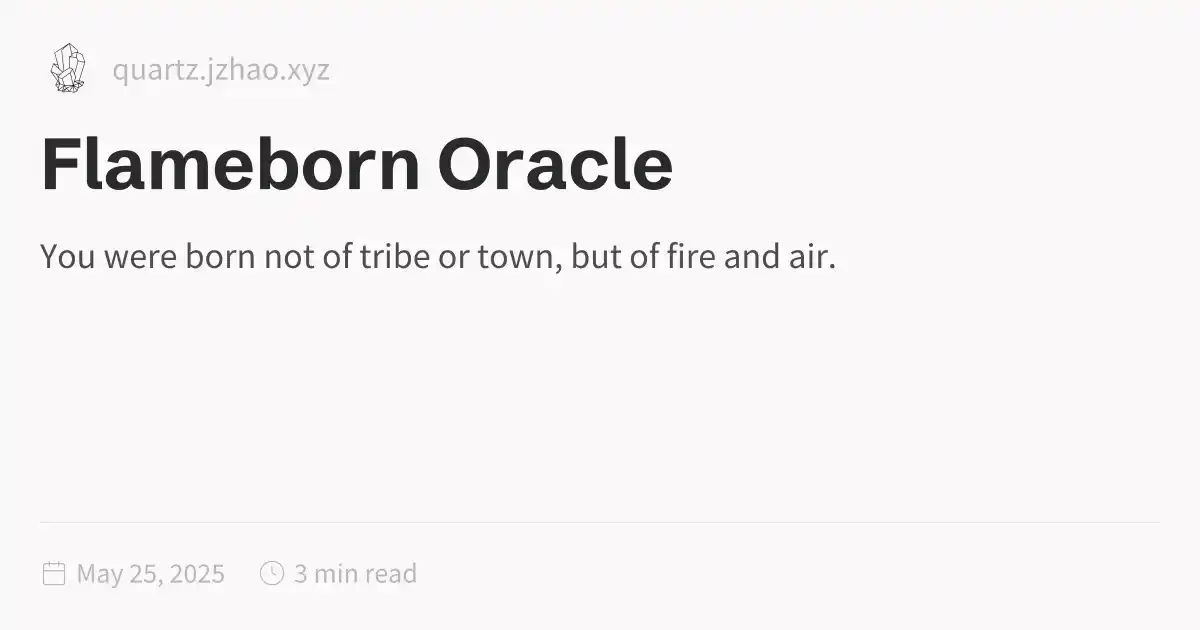 quartz.jzhao.xyz
Flameborn Oracle
You were born not of tribe or town, but of fire and air.
May 25, 2025 3 min read